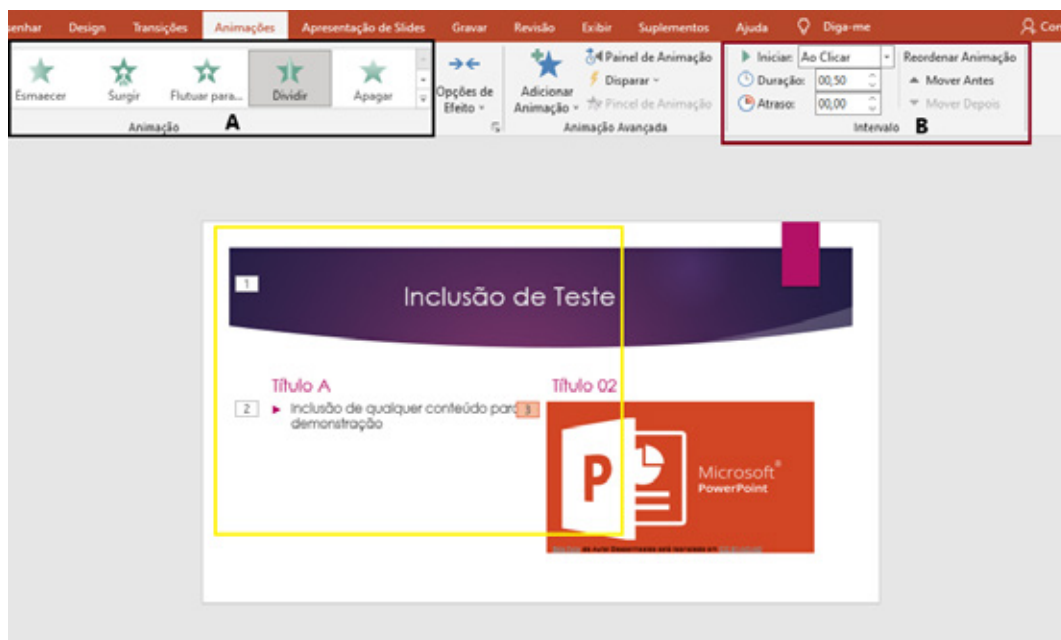 senhar Design Transições Animações Apresentação de Slides Gravar Revisão Exibir Suplementos Ajuda Diga-me Con
Esmaecer Surgir Flutuar para... Dividir Apagar
Animação A
Opções de Efeito
Adicionar Animação
Painel de Animação
Disparar
Pincel de Animação
Animação Avançada
Iniciar: Ao Clicar
Duração: 00,50
Atraso: 00,00
Reordenar Animação
Mover Antes
Mover Depois
Intervalo B
1
Inclusão de Teste
Título A
2 Inclusão de qualquer conteúdo para
demonstração
Título 02
3
P
Microsoft®
PowerPoint